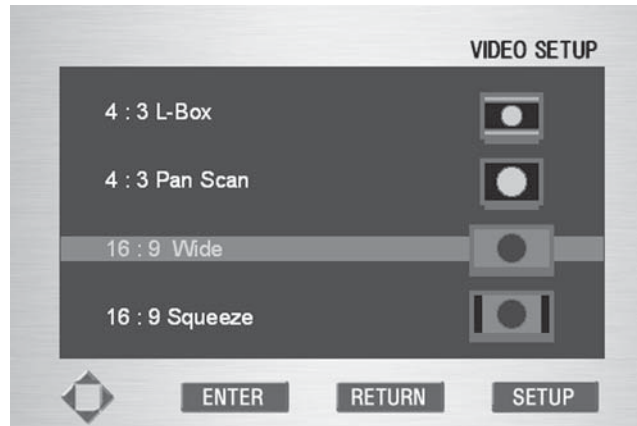 VIDEO SETUP
4 : 3 L-Box
4 : 3 Pan Scan
16 : 9 Wide
16 : 9 Squeeze
ENTER RETURN SETUP